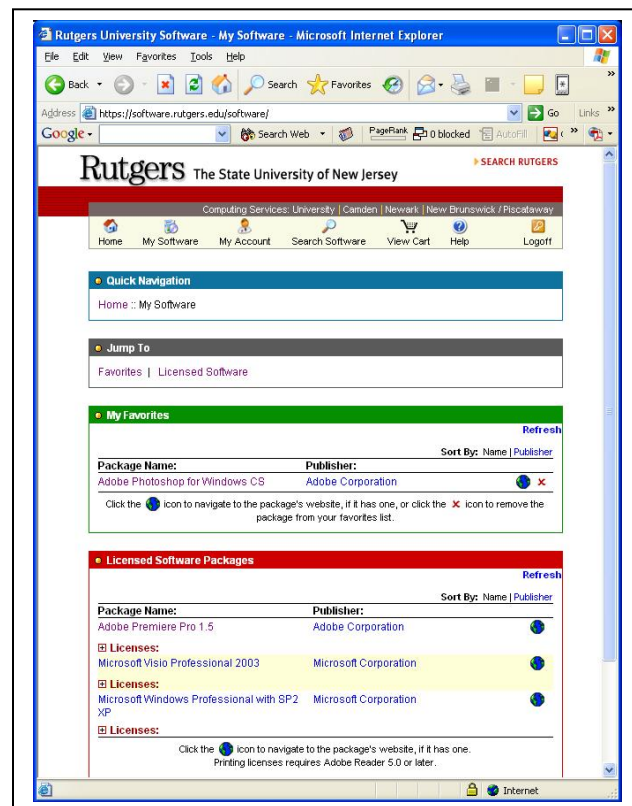 Rutgers University Software - My Software - Microsoft Internet Explorer
File Edit View Favorites Tools Help
Back Search Favorites
Address https://software.rutgers.edu/software/ Go Links »
Google Search Web PageRank 0 blocked AutoFill »
Rutgers The State University of New Jersey
SEARCH RUTGERS
Computing Services: University | Camden | Newark | New Brunswick / Piscataway
Home My Software My Account Search Software View Cart Help Logoff
Quick Navigation
Home :: My Software
Jump To
Favorites | Licensed Software
My Favorites
Refresh
Sort By: Name | Publisher
Package Name: Publisher:
Adobe Photoshop for Windows CS Adobe Corporation
Click the icon to navigate to the package's website, if it has one, or click the icon to remove the
package from your favorites list.
Licensed Software Packages
Refresh
Sort By: Name | Publisher
Package Name: Publisher:
Adobe Premiere Pro 1.5 Adobe Corporation
Licenses:
Microsoft Visio Professional 2003 Microsoft Corporation
Licenses:
Microsoft Windows Professional with SP2 Microsoft Corporation
XP
Licenses:
Click the icon to navigate to the package's website, if it has one.
Printing licenses requires Adobe Reader 5.0 or later.
Internet